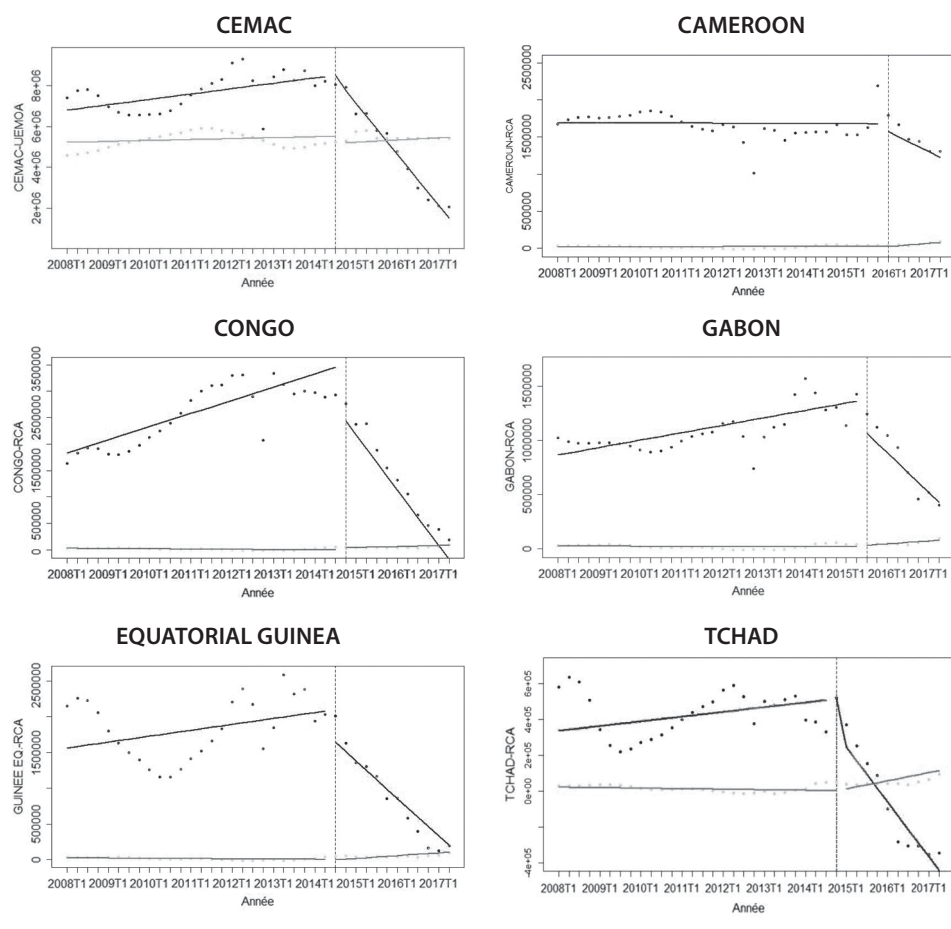 CEMAC
CEMAC-UEMOA
8e+06
6e+06
4e+06
2e+06
2008T1 2009T1 2010T1 2011T1 2012T1 2013T1 2014T1 2015T1 2016T1 2017T1
Année
CAMEROON
CAMEROUN-RCA
2500000
1500000
500000
0
2008T1 2009T1 2010T1 2011T1 2012T1 2013T1 2014T1 2015T1 2016T1 2017T1
Année
CONGO
CONGO-RCA
3500000
2500000
1500000
500000
0
2008T1 2009T1 2010T1 2011T1 2012T1 2013T1 2014T1 2015T1 2016T1 2017T1
Année
GABON
GABON-RCA
1500000
1000000
500000
0
2008T1 2009T1 2010T1 2011T1 2012T1 2013T1 2014T1 2015T1 2016T1 2017T1
Année
EQUATORIAL GUINEA
GUINEE EQ.-RCA
2500000
1500000
500000
0
2008T1 2009T1 2010T1 2011T1 2012T1 2013T1 2014T1 2015T1 2016T1 2017T1
Année
TCHAD
TCHAD-RCA
6e+05
4e+05
2e+05
0e+00
-4e+05
2008T1 2009T1 2010T1 2011T1 2012T1 2013T1 2014T1 2015T1 2016T1 2017T1
Année